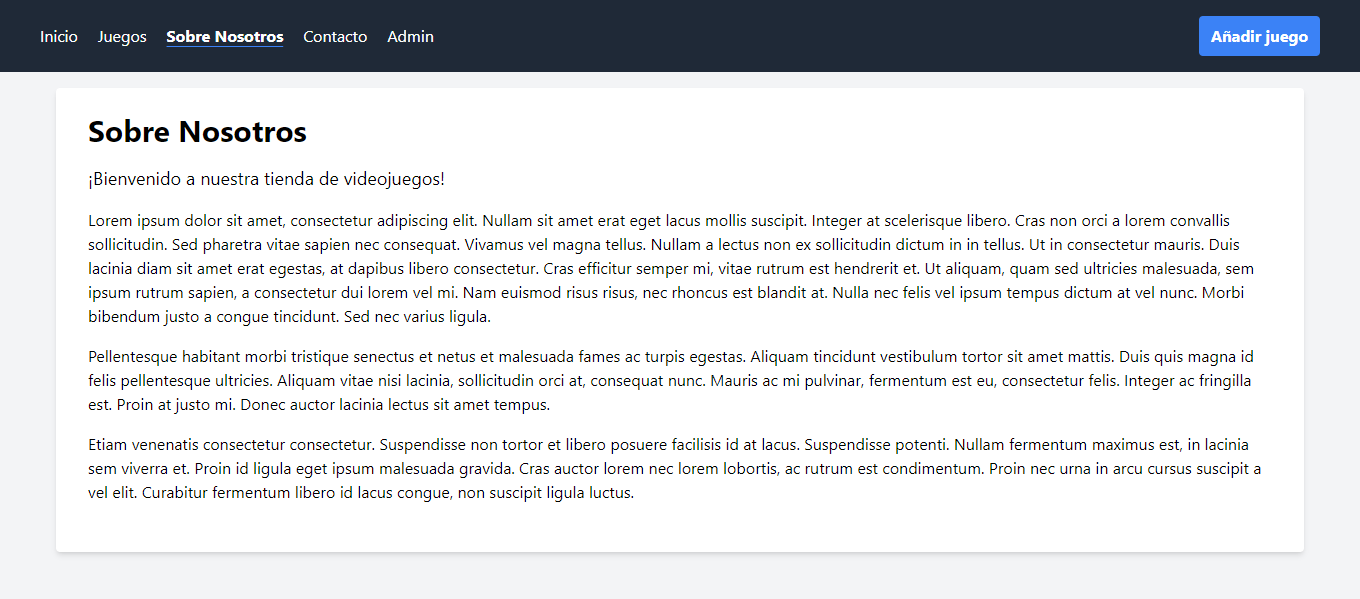 Inicio Juegos Sobre Nosotros Contacto Admin Añadir juego
Sobre Nosotros
¡Bienvenido a nuestra tienda de videojuegos!
Lorem ipsum dolor sit amet, consectetur adipiscing elit. Nullam sit amet erat eget lacus mollis suscipit. Integer at scelerisque libero. Cras non orci a lorem convallis
sollicitudin. Sed pharetra vitae sapien nec consequat. Vivamus vel magna tellus. Nullam a lectus non ex sollicitudin dictum in in tellus. Ut in consectetur mauris. Duis
lacinia diam sit amet erat egestas, at dapibus libero consectetur. Cras efficitur semper mi, vitae rutrum est hendrerit et. Ut aliquam, quam sed ultricies malesuada, sem
ipsum rutrum sapien, a consectetur dui lorem vel mi. Nam euismod risus risus, nec rhoncus est blandit at. Nulla nec felis vel ipsum tempus dictum at vel nunc. Morbi
bibendum justo a congue tincidunt. Sed nec varius ligula.
Pellentesque habitant morbi tristique senectus et netus et malesuada fames ac turpis egestas. Aliquam tincidunt vestibulum tortor sit amet mattis. Duis quis magna id
felis pellentesque ultricies. Aliquam vitae nisi lacinia, sollicitudin orci at, consequat nunc. Mauris ac mi pulvinar, fermentum est eu, consectetur felis. Integer ac fringilla
est. Proin at justo mi. Donec auctor lacinia lectus sit amet tempus.
Etiam venenatis consectetur consectetur. Suspendisse non tortor et libero posuere facilisis id at lacus. Suspendisse potenti. Nullam fermentum maximus est, in lacinia
sem viverra et. Proin id ligula eget ipsum malesuada gravida. Cras auctor lorem nec lorem lobortis, ac rutrum est condimentum. Proin nec urna in arcu cursus suscipit a
vel elit. Curabitur fermentum libero id lacus congue, non suscipit ligula luctus.